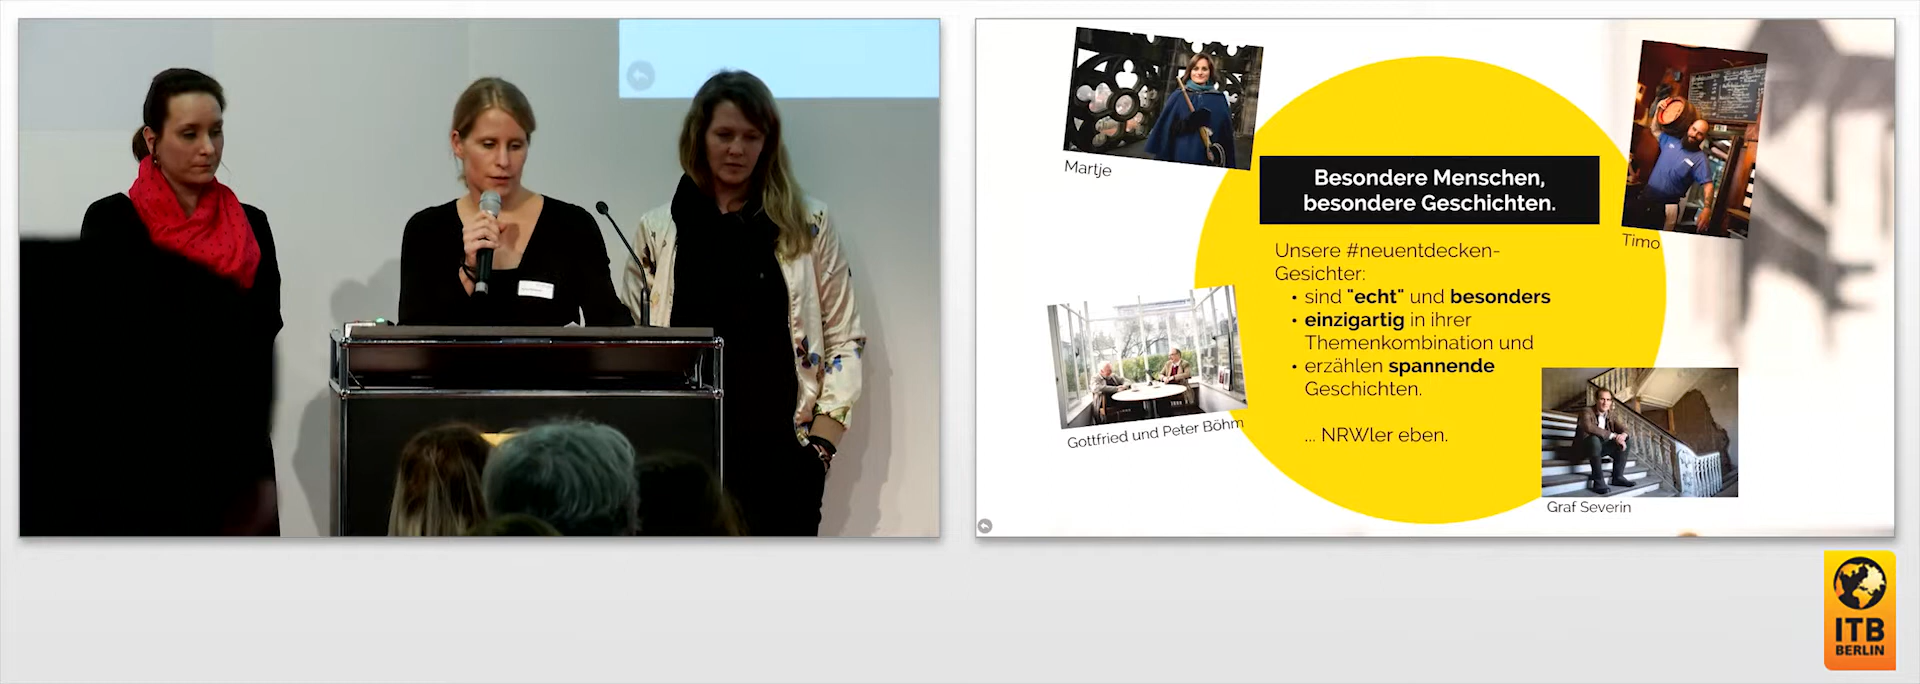 Martje
Timo
Besondere Menschen,
besondere Geschichten.
Unsere #neuentdecken-
Gesichter:
• sind "echt" und besonders
• einzigartig in ihrer
Themenkombination und
• erzählen spannende
Geschichten.
... NRWler eben.
Gottfried und Peter Böhm
Graf Severin
ITB
BERLIN